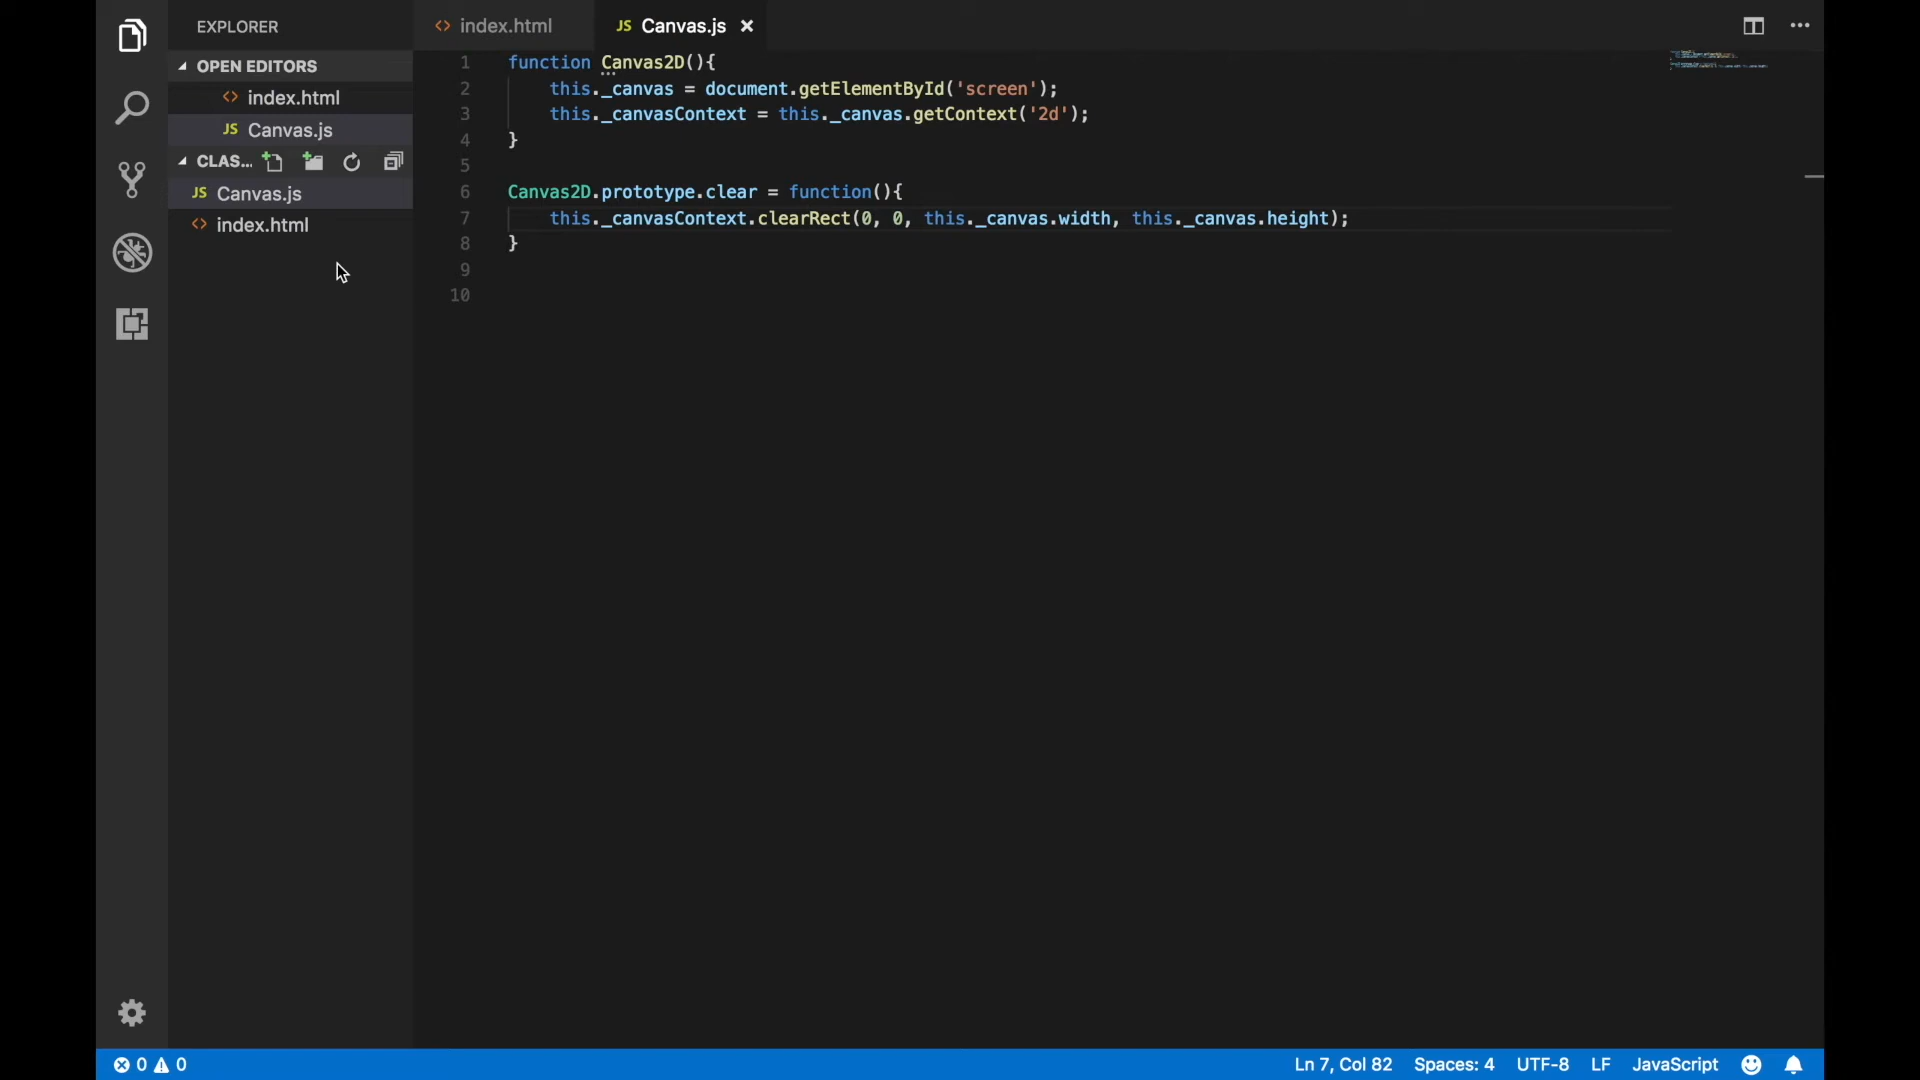 EXPLORER
OPEN EDITORS
index.html
JS Canvas.js
CLAS...
JS Canvas.js
index.html
index.html
JS Canvas.js
1 function Canvas2D(){
2 this._canvas = document.getElementById('screen');
3 this._canvasContext = this._canvas.getContext('2d');
4 }
5
6 Canvas2D.prototype.clear = function(){
7 this._canvasContext.clearRect(0, 0, this._canvas.width, this._canvas.height);
8 }
9
10
0 0 Ln 7, Col 82 Spaces: 4 UTF-8 LF JavaScript